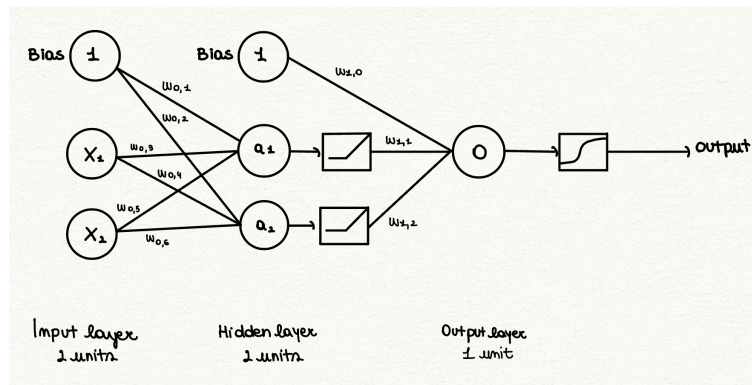 Bias 1
Bias 1
W1,0
W0,1
W0,2
X1
W0,3
a1
W1,1
O
output
W0,4
W0,5
X2
W0,6
a2
W1,2
Input layer
2 units
Hidden layer
2 units
Output layer
1 unit